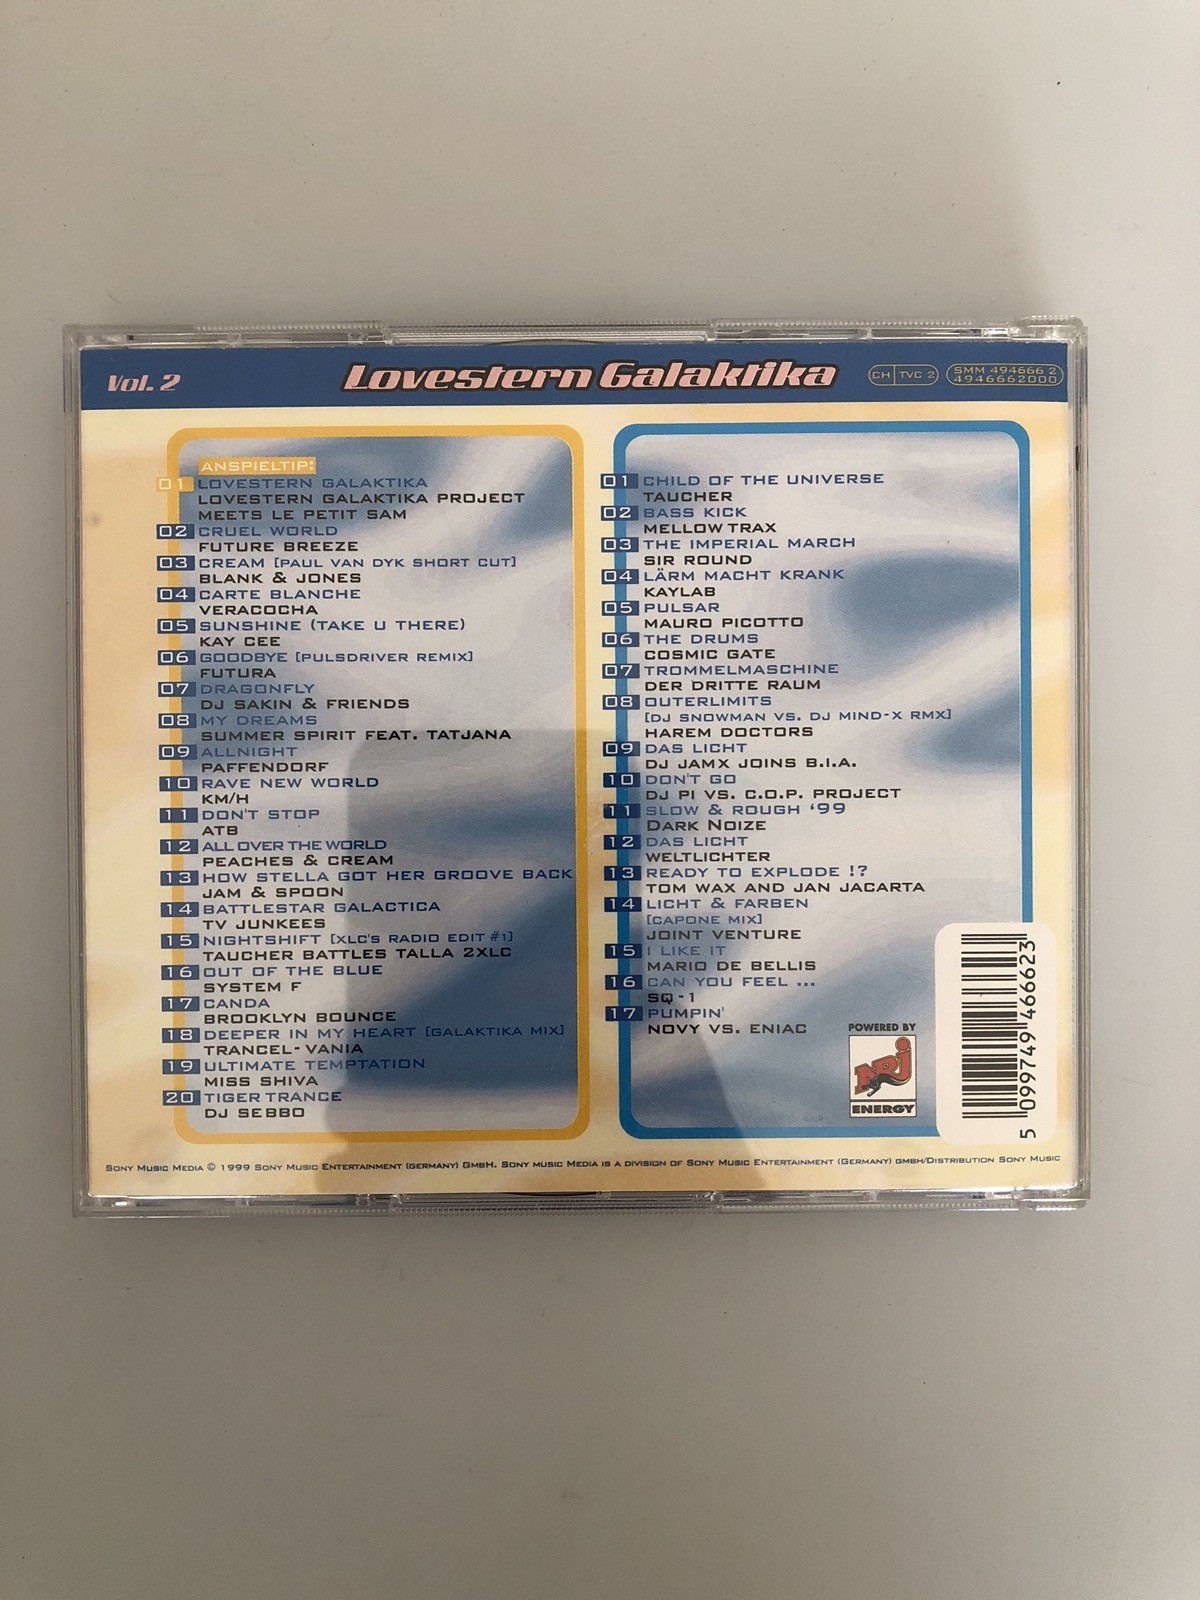 Vol. 2
Lovestern Galaktika
CH TVC 2
SMM 494666 2
4946662000
ANSPIELTIP:
01 LOVESTERN GALAKTIKA
LOVESTERN GALAKTIKA PROJECT
MEETS LE PETIT SAM
02 CRUEL WORLD
FUTURE BREEZE
03 CREAM [PAUL VAN DYK SHORT CUT]
BLANK & JONES
04 CARTE BLANCHE
VERACOCHA
05 SUNSHINE (TAKE U THERE)
KAY CEE
06 GOODBYE [PULSDRIVER REMIX]
FUTURA
07 DRAGONFLY
DJ SAKIN & FRIENDS
08 MY DREAMS
SUMMER SPIRIT FEAT. TATJANA
09 ALLNIGHT
PAFFENDORF
10 RAVE NEW WORLD
KM/H
11 DON'T STOP
ATB
12 ALL OVER THE WORLD
PEACHES & CREAM
13 HOW STELLA GOT HER GROOVE BACK
JAM & SPOON
14 BATTLESTAR GALACTICA
TV JUNKEES
15 NIGHTSHIFT [XLC'S RADIO EDIT #1]
TAUCHER BATTLES TALLA 2XLC
16 OUT OF THE BLUE
SYSTEM F
17 CANDA
BROOKLYN BOUNCE
18 DEEPER IN MY HEART [GALAKTIKA MIX]
TRANCEL-VANIA
19 ULTIMATE TEMPTATION
MISS SHIVA
20 TIGER TRANCE
DJ SEBBO
01 CHILD OF THE UNIVERSE
TAUCHER
02 BASS KICK
MELLOW TRAX
03 THE IMPERIAL MARCH
SIR ROUND
04 LÄRM MACHT KRANK
KAYLAB
05 PULSAR
MAURO PICOTTO
06 THE DRUMS
COSMIC GATE
07 TROMMELMASCHINE
DER DRITTE RAUM
08 OUTERLIMITS
[DJ SNOWMAN VS. DJ MIND-X RMX]
HAREM DOCTORS
09 DAS LICHT
DJ JAMX JOINS B.I.A.
10 DON'T GO
DJ PI VS. C.O.P. PROJECT
11 SLOW & ROUGH '99
DARK NOIZE
12 DAS LICHT
WELTLICHTER
13 READY TO EXPLODE !?
TOM WAX AND JAN JACARTA
14 LICHT & FARBEN
[CAPONE MIX]
JOINT VENTURE
15 I LIKE IT
MARIO DE BELLIS
16 CAN YOU FEEL ...
SQ-1
17 PUMPIN'
NOVY VS. ENIAC
POWERED BY
NRJ
ENERGY
5 099749 466623
SONY MUSIC MEDIA © 1999 SONY MUSIC ENTERTAINMENT (GERMANY) GMBH. SONY MUSIC MEDIA IS A DIVISION OF SONY MUSIC ENTERTAINMENT (GERMANY) GMBH/DISTRIBUTION SONY MUSIC